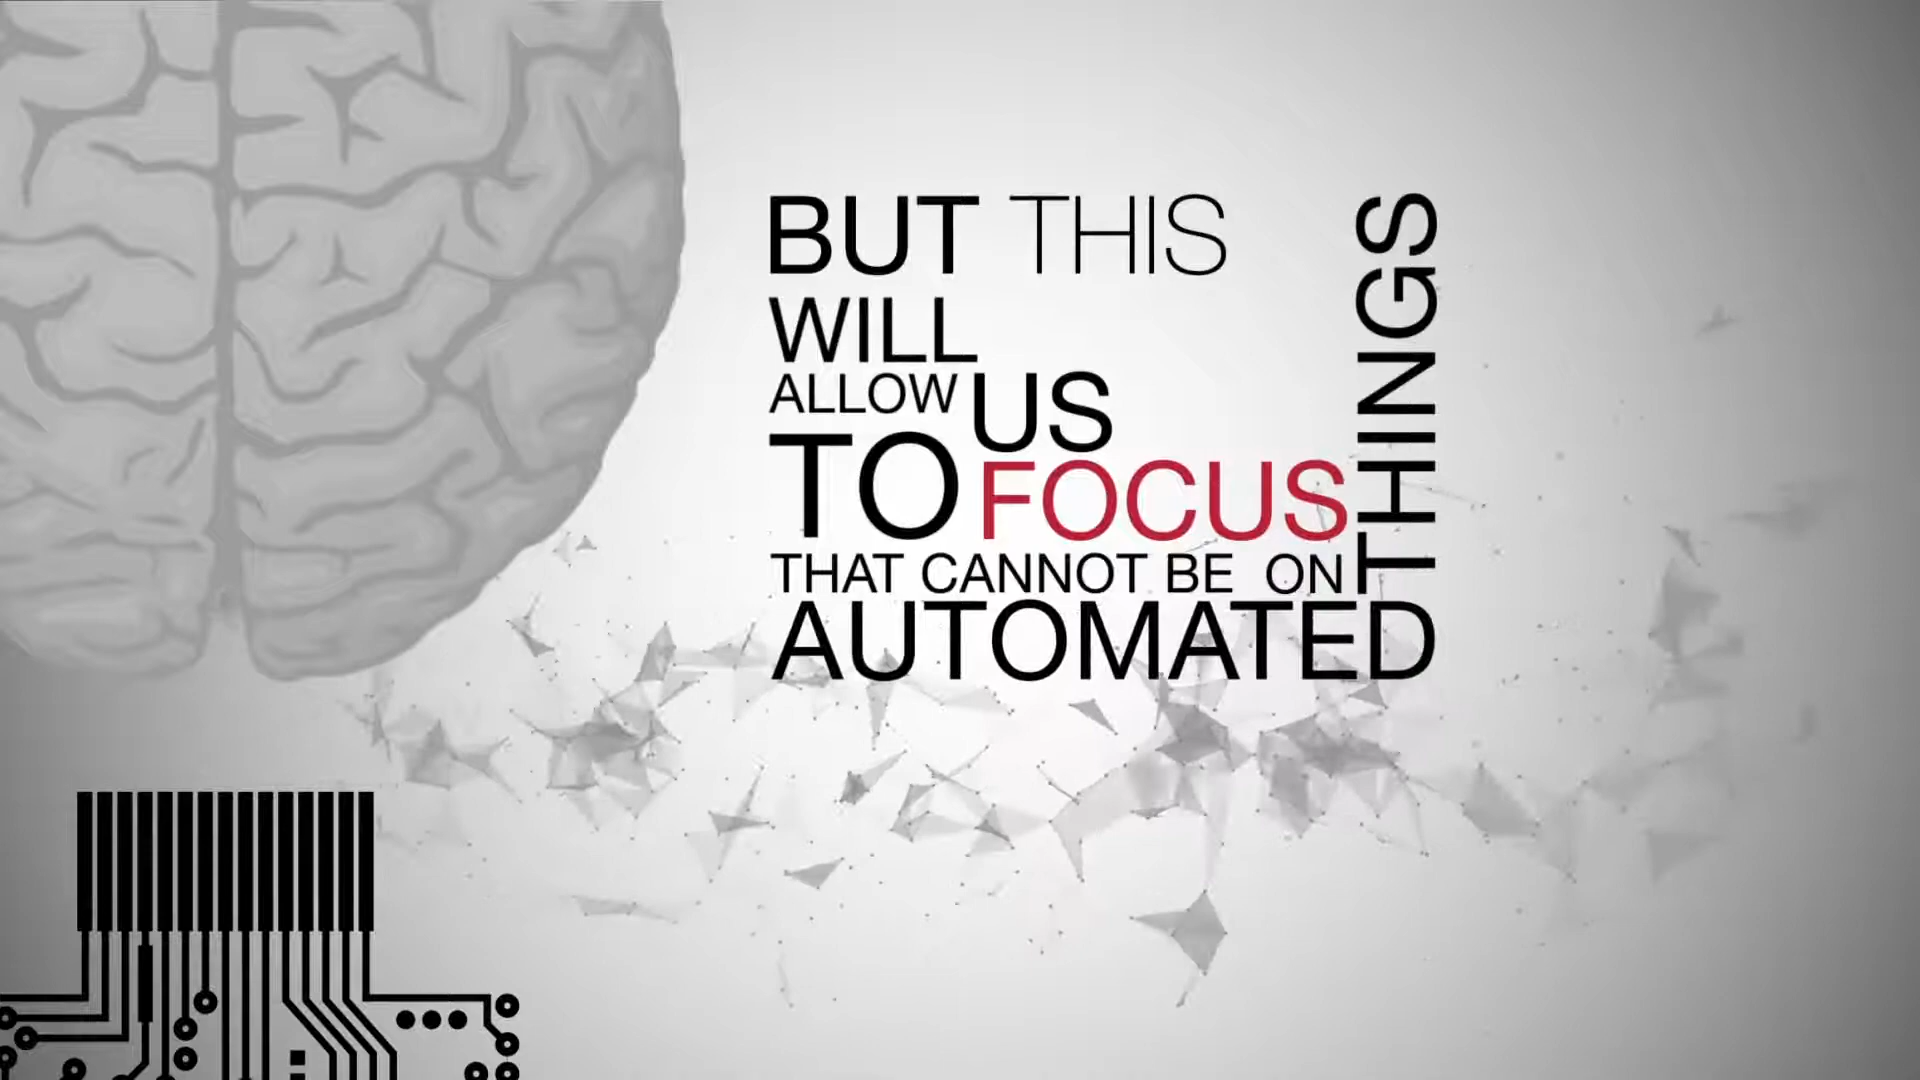 BUT THIS
WILL
ALLOW US
TO FOCUS
ON
THINGS
THAT CANNOT BE
AUTOMATED